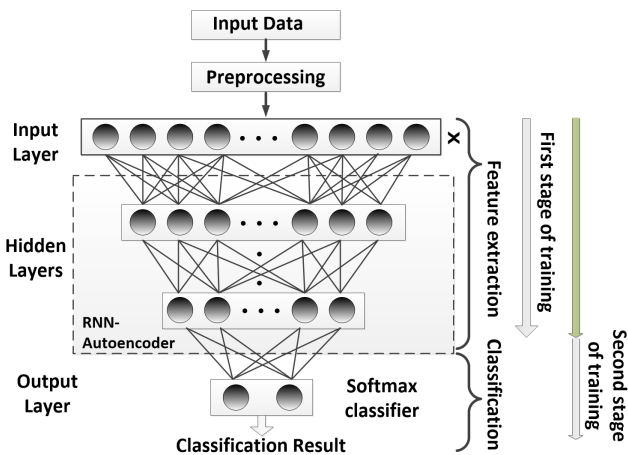 Input Data
Preprocessing
Input
Layer
X
Hidden
Layers
RNN-
Autoencoder
Feature extraction
First stage of training
Output
Layer
Softmax
classifier
Classification
Second stage
of training
Classification Result